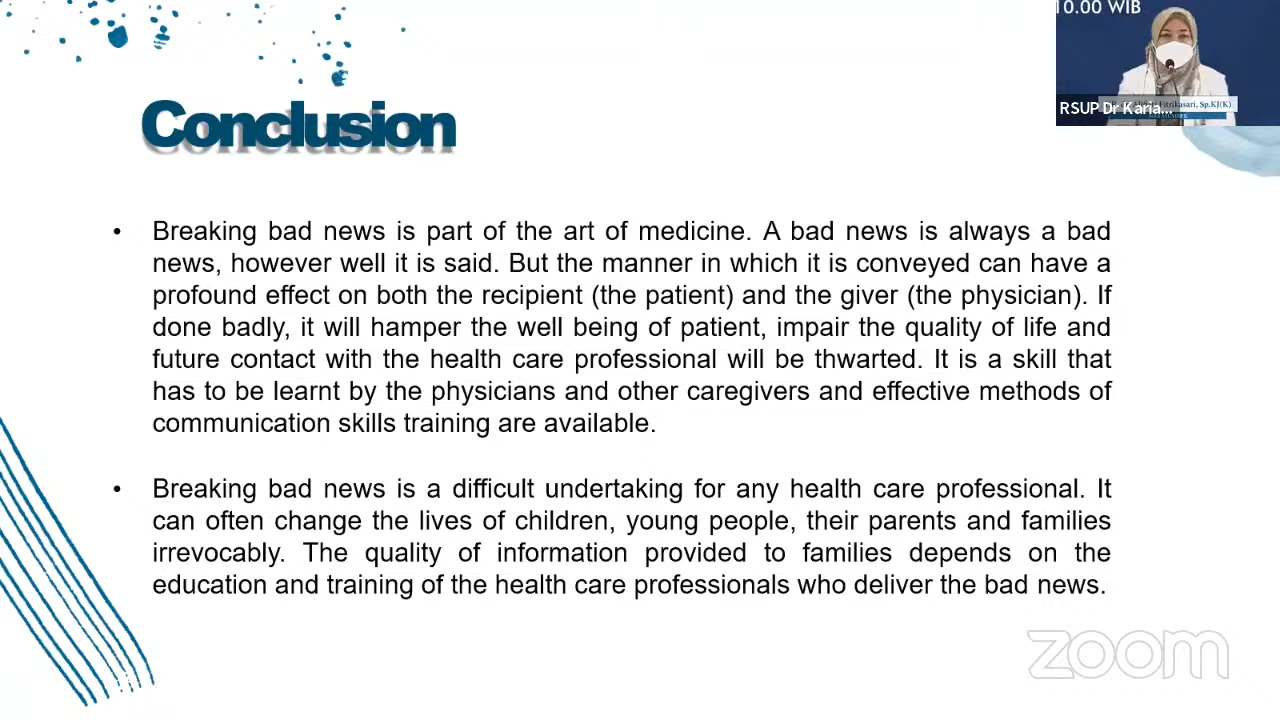 10.00 WIB
RSUP Dr Karia...
Fitrikasari, Sp.KJ(K)
Conclusion
• Breaking bad news is part of the art of medicine. A bad news is always a bad
news, however well it is said. But the manner in which it is conveyed can have a
profound effect on both the recipient (the patient) and the giver (the physician). If
done badly, it will hamper the well being of patient, impair the quality of life and
future contact with the health care professional will be thwarted. It is a skill that
has to be learnt by the physicians and other caregivers and effective methods of
communication skills training are available.
• Breaking bad news is a difficult undertaking for any health care professional. It
can often change the lives of children, young people, their parents and families
irrevocably. The quality of information provided to families depends on the
education and training of the health care professionals who deliver the bad news.
zoom